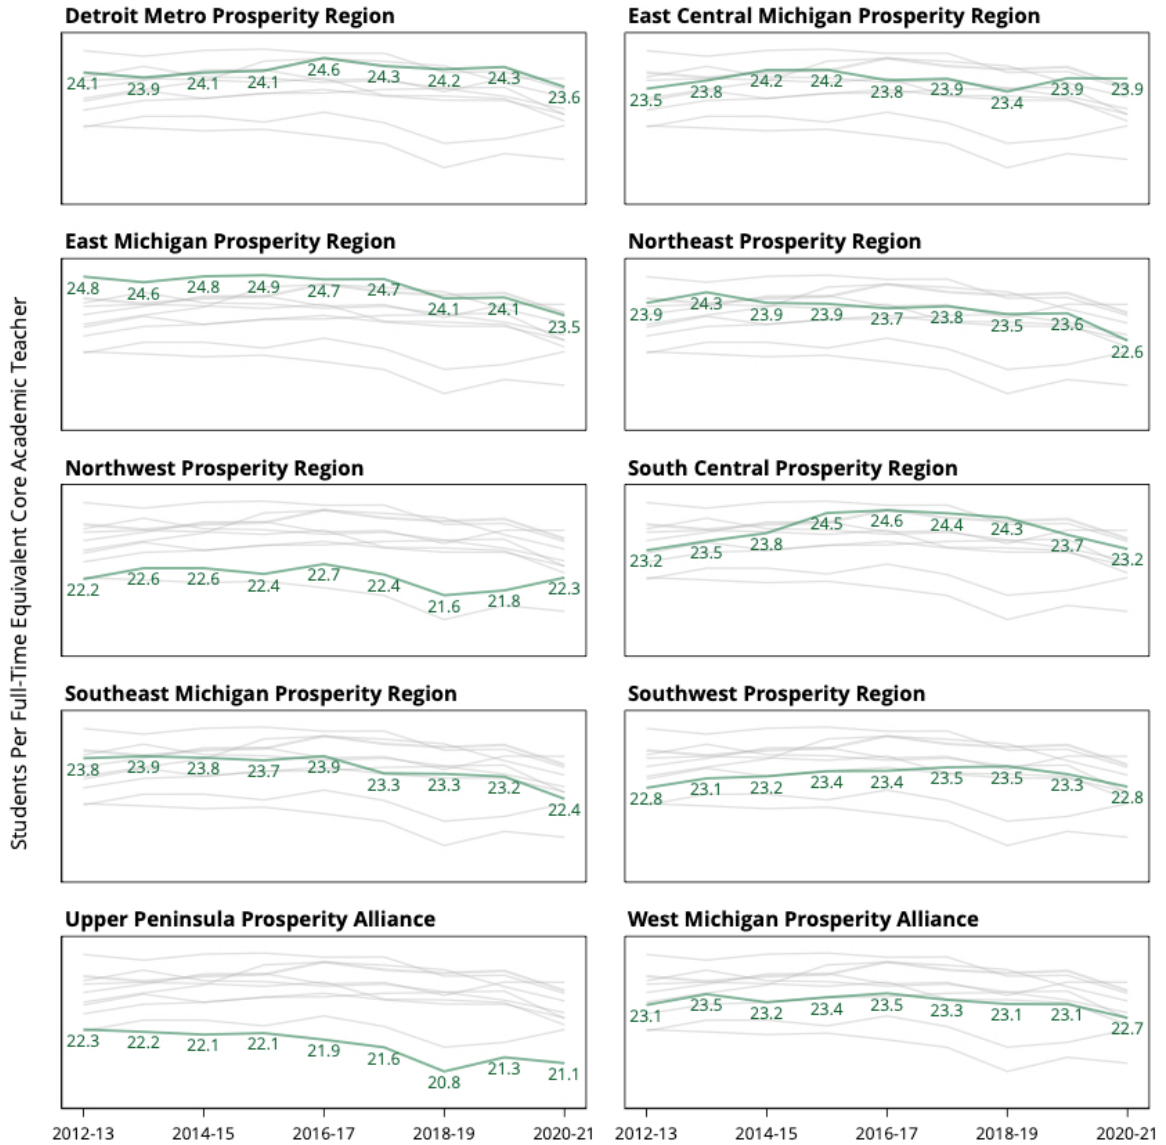 Detroit Metro Prosperity Region
24.1 23.9 24.1 24.1 24.6 24.3 24.2 24.3 23.6
East Central Michigan Prosperity Region
23.5 23.8 24.2 24.2 23.8 23.9 23.4 23.9 23.9
East Michigan Prosperity Region
24.8 24.6 24.8 24.9 24.7 24.7 24.1 24.1 23.5
Northeast Prosperity Region
23.9 24.3 23.9 23.9 23.7 23.8 23.5 23.6 22.6
Students Per Full-Time Equivalent Core Academic Teacher
Northwest Prosperity Region
22.2 22.6 22.6 22.4 22.7 22.4 21.6 21.8 22.3
South Central Prosperity Region
23.2 23.5 23.8 24.5 24.6 24.4 24.3 23.7 23.2
Southeast Michigan Prosperity Region
23.8 23.9 23.8 23.7 23.9 23.3 23.3 23.2 22.4
Southwest Prosperity Region
22.8 23.1 23.2 23.4 23.4 23.5 23.5 23.3 22.8
Upper Peninsula Prosperity Alliance
22.3 22.2 22.1 22.1 21.9 21.6 20.8 21.3 21.1
West Michigan Prosperity Alliance
23.1 23.5 23.2 23.4 23.5 23.3 23.1 23.1 22.7
2012-13 2014-15 2016-17 2018-19 2020-21
2012-13 2014-15 2016-17 2018-19 2020-21